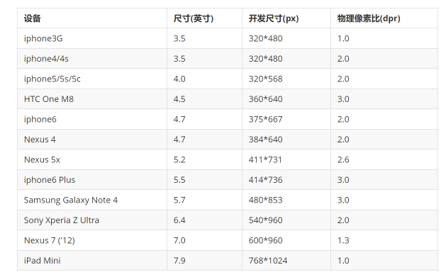 设备 尺寸(英寸) 开发尺寸(px) 物理像素比(dpr)
iphone3G 3.5 320*480 1.0
iphone4/4s 3.5 320*480 2.0
iphone5/5s/5c 4.0 320*568 2.0
HTC One M8 4.5 360*640 3.0
iphone6 4.7 375*667 2.0
Nexus 4 4.7 384*640 2.0
Nexus 5x 5.2 411*731 2.6
iphone6 Plus 5.5 414*736 3.0
Samsung Galaxy Note 4 5.7 480*853 3.0
Sony Xperia Z Ultra 6.4 540*960 2.0
Nexus 7 ('12) 7.0 600*960 1.3
iPad Mini 7.9 768*1024 1.0